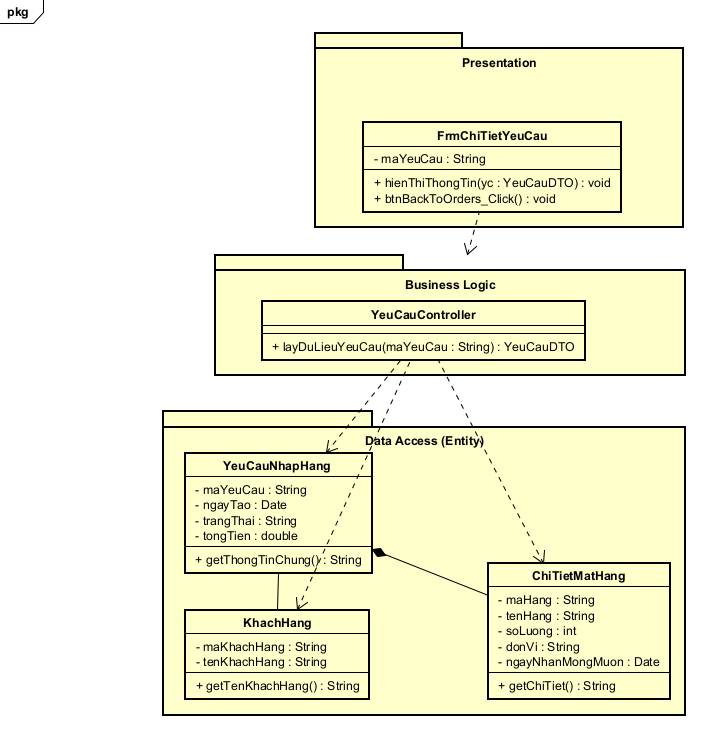 pkg
Presentation
FrmChiTietYeuCau
- maYeuCau : String
+ hienThiThongTin(yc : YeuCauDTO) : void
+ btnBackToOrders_Click() : void
Business Logic
YeuCauController
+ layDuLieuYeuCau(maYeuCau : String) : YeuCauDTO
Data Access (Entity)
YeuCauNhapHang
- maYeuCau : String
- ngayTao : Date
- trangThai : String
- tongTien : double
+ getThongTinChung() : String
KhachHang
- maKhachHang : String
- tenKhachHang : String
+ getTenKhachHang() : String
ChiTietMatHang
- maHang : String
- tenHang : String
- soLuong : int
- donVi : String
- ngayNhanMongMuon : Date
+ getChiTiet() : String